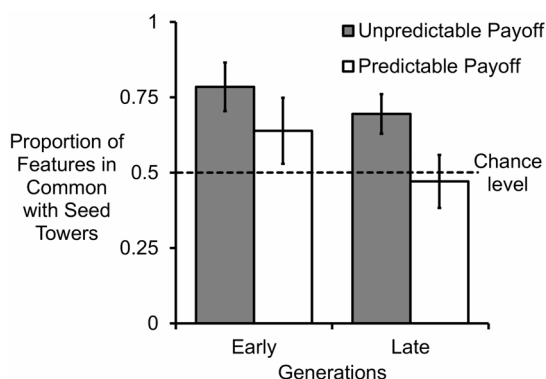 1
Unpredictable Payoff
Predictable Payoff
0.75
Proportion of
Features in
Common
with Seed
Towers
0.5
Chance
level
0.25
0
Early
Late
Generations